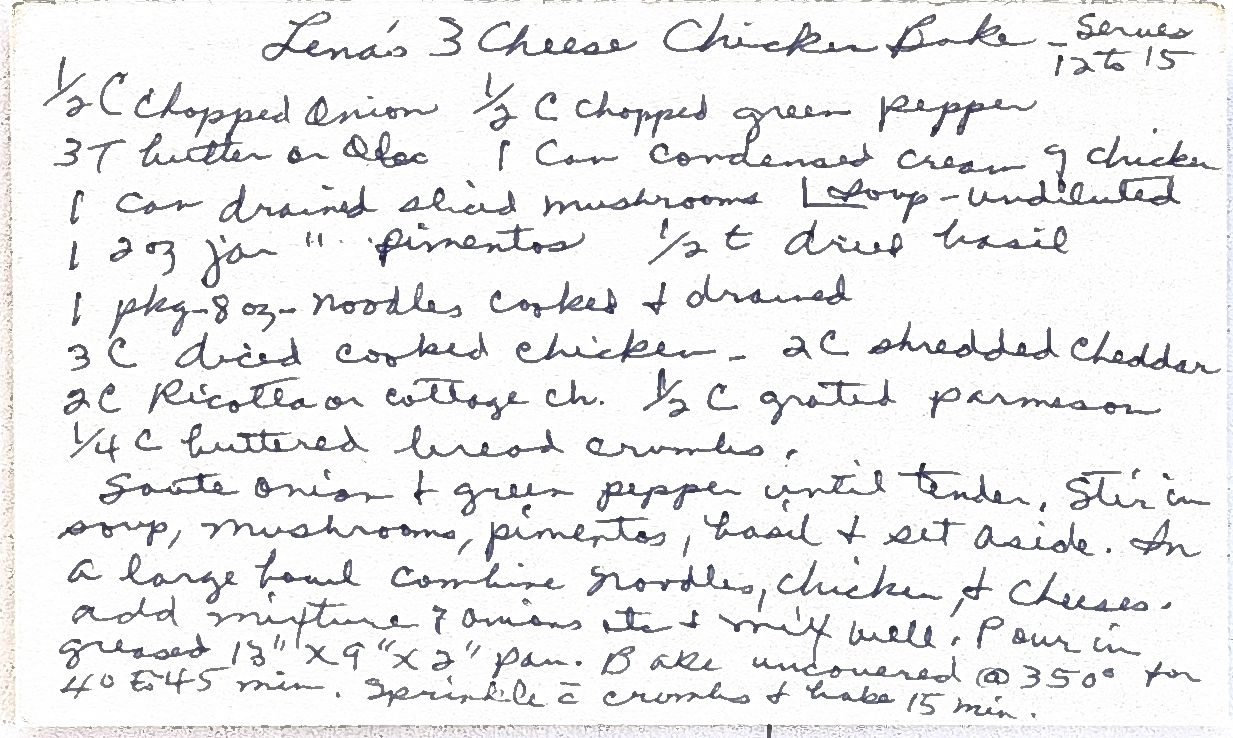 Lena's 3 Cheese Chicken Bake - Serves 12 to 15
1/2 C Chopped Onion 1/2 C chopped green pepper
3T butter or Oleo 1 Can condensed cream of chicken
1 can drained sliced mushrooms soup-undiluted
1 2 oz jar " pimentos 1/2 t dried basil
1 pkg-8 oz-noodles cooked & drained
3 C diced cooked chicken - 2C shredded cheddar
2C Ricotta or cottage ch. 1/2 C grated parmeson
1/4 C buttered bread crumbs.
Saute onion & green pepper until tender. Stir in
soup, mushrooms, pimentos, basil & set aside. In
a large bowl combine noodles, chicken, & cheeses.
add mixture of onions etc & mix well. Pour in
greased 13" x 9" x 2" pan. Bake uncovered @ 350° for
40 to 45 min. Sprinkle c̄ crumbs & bake 15 min.